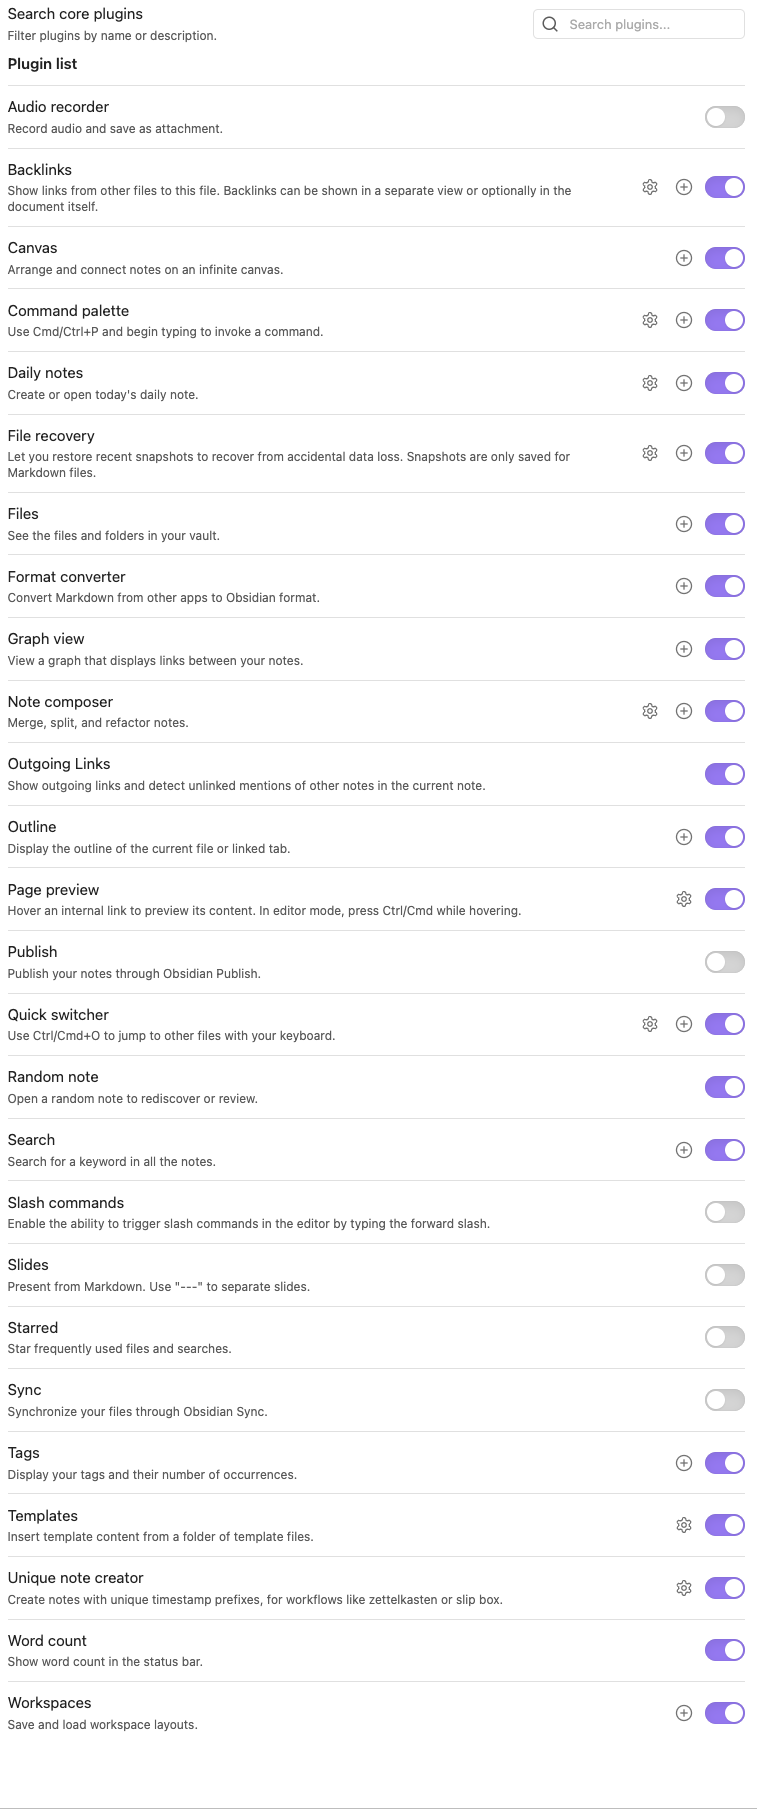 Search core plugins
Filter plugins by name or description.
Search plugins...
Plugin list
Audio recorder
Record audio and save as attachment.
Backlinks
Show links from other files to this file. Backlinks can be shown in a separate view or optionally in the
document itself.
Canvas
Arrange and connect notes on an infinite canvas.
Command palette
Use Cmd/Ctrl+P and begin typing to invoke a command.
Daily notes
Create or open today's daily note.
File recovery
Let you restore recent snapshots to recover from accidental data loss. Snapshots are only saved for
Markdown files.
Files
See the files and folders in your vault.
Format converter
Convert Markdown from other apps to Obsidian format.
Graph view
View a graph that displays links between your notes.
Note composer
Merge, split, and refactor notes.
Outgoing Links
Show outgoing links and detect unlinked mentions of other notes in the current note.
Outline
Display the outline of the current file or linked tab.
Page preview
Hover an internal link to preview its content. In editor mode, press Ctrl/Cmd while hovering.
Publish
Publish your notes through Obsidian Publish.
Quick switcher
Use Ctrl/Cmd+O to jump to other files with your keyboard.
Random note
Open a random note to rediscover or review.
Search
Search for a keyword in all the notes.
Slash commands
Enable the ability to trigger slash commands in the editor by typing the forward slash.
Slides
Present from Markdown. Use "---" to separate slides.
Starred
Star frequently used files and searches.
Sync
Synchronize your files through Obsidian Sync.
Tags
Display your tags and their number of occurrences.
Templates
Insert template content from a folder of template files.
Unique note creator
Create notes with unique timestamp prefixes, for workflows like zettelkasten or slip box.
Word count
Show word count in the status bar.
Workspaces
Save and load workspace layouts.